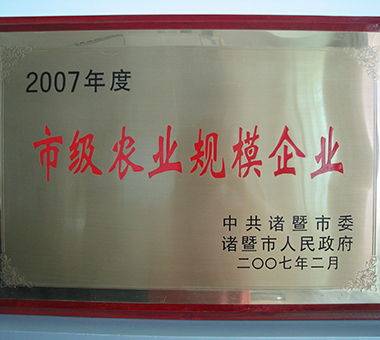 2007年度
市级农业规模企业
中共诸暨市委
诸暨市人民政府
二〇〇七年二月